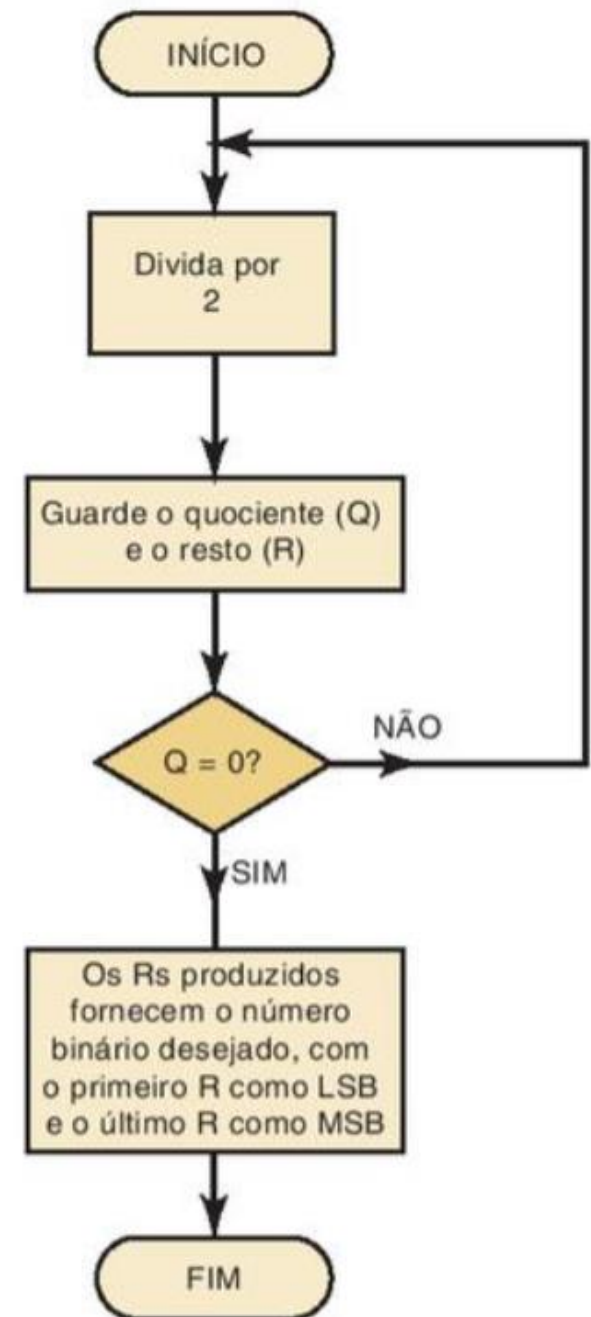 INÍCIO
Divida por
2
Guarde o quociente (Q)
e o resto (R)
Q = 0?
NÃO
SIM
Os Rs produzidos
fornecem o número
binário desejado, com
o primeiro R como LSB
e o último R como MSB
FIM